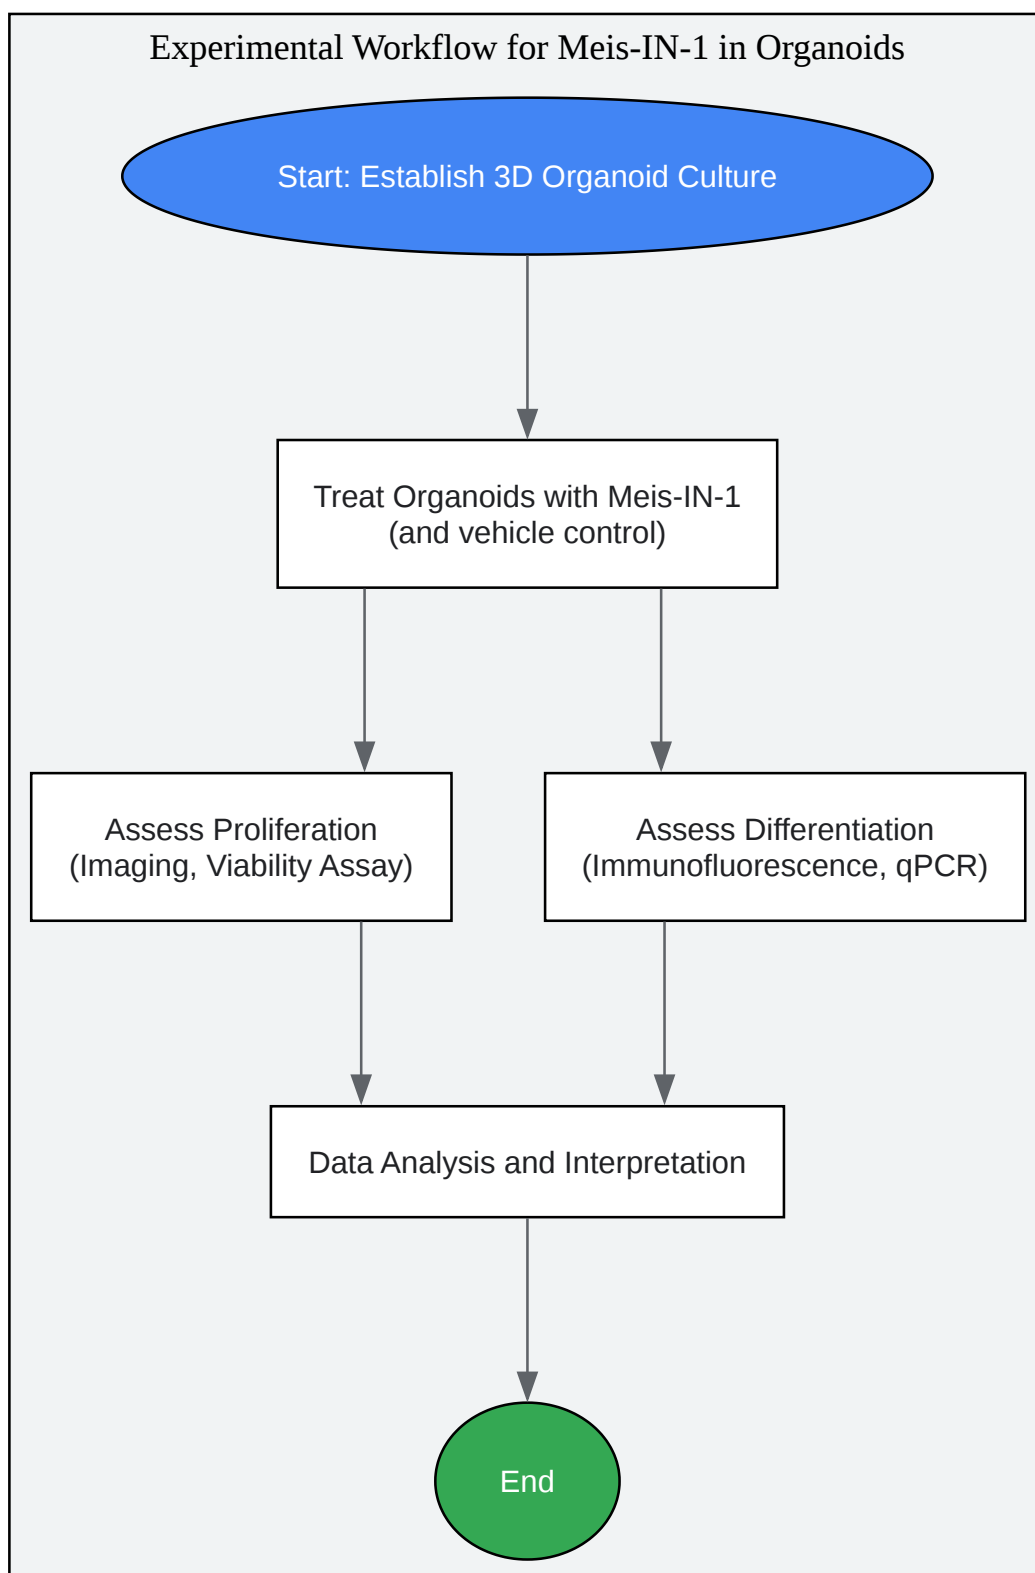 Experimental Workflow for Meis-IN-1 in Organoids
Start: Establish 3D Organoid Culture
Treat Organoids with Meis-IN-1
(and vehicle control)
Assess Proliferation
(Imaging, Viability Assay)
Assess Differentiation
(Immunofluorescence, qPCR)
Data Analysis and Interpretation
End